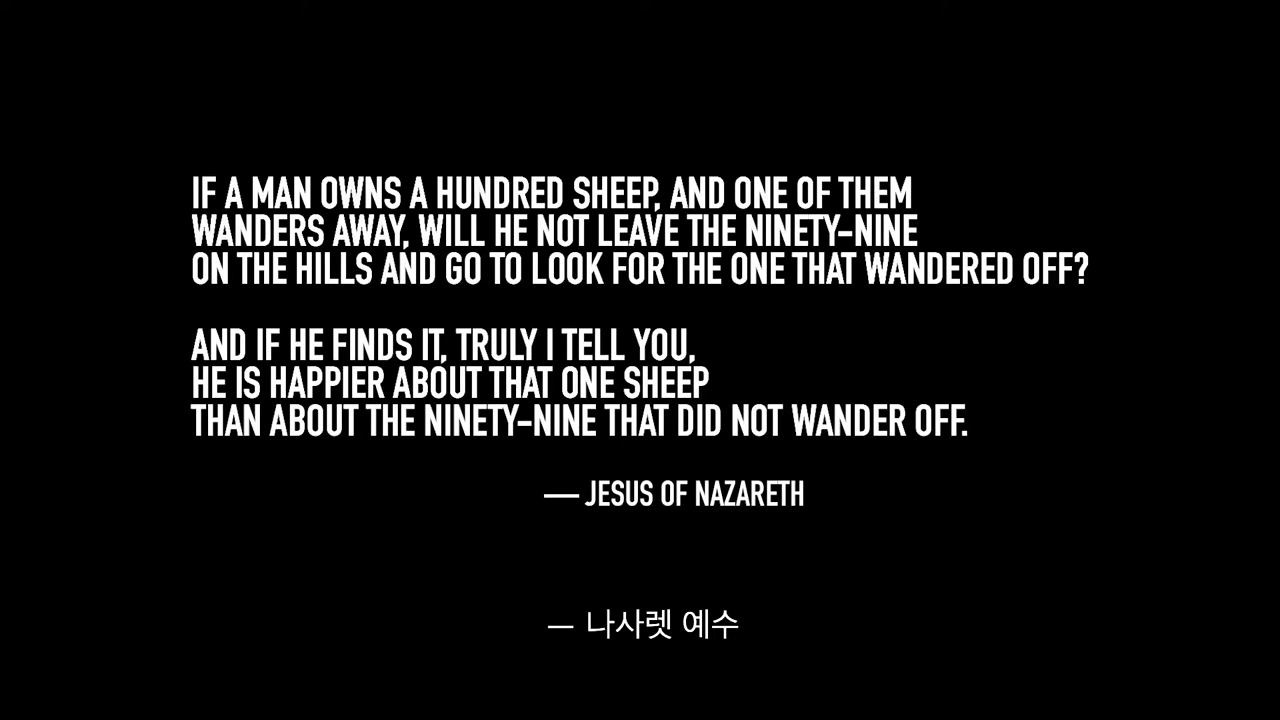 IF A MAN OWNS A HUNDRED SHEEP, AND ONE OF THEM
WANDERS AWAY, WILL HE NOT LEAVE THE NINETY-NINE
ON THE HILLS AND GO TO LOOK FOR THE ONE THAT WANDERED OFF?
AND IF HE FINDS IT, TRULY I TELL YOU,
HE IS HAPPIER ABOUT THAT ONE SHEEP
THAN ABOUT THE NINETY-NINE THAT DID NOT WANDER OFF.
— JESUS OF NAZARETH
— 나사렛 예수